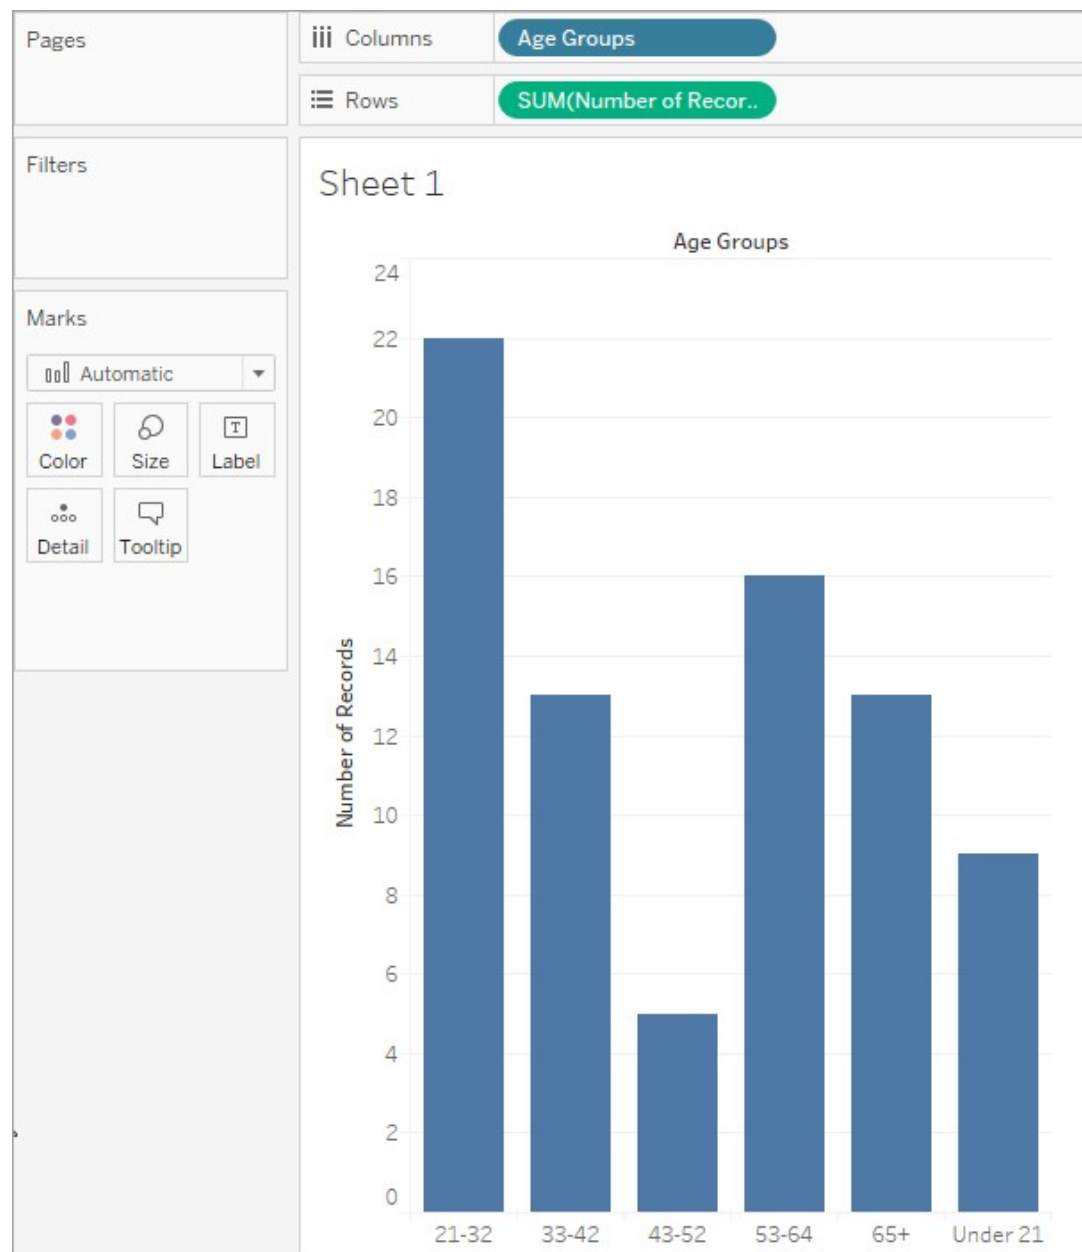 Pages
Columns
Age Groups
Rows
SUM(Number of Recor..
Filters
Marks
Automatic
Color
Size
Label
Detail
Tooltip
Sheet 1
Age Groups
Number of Records
24
22
20
18
16
14
12
10
8
6
4
2
0
21-32 33-42 43-52 53-64 65+ Under 21